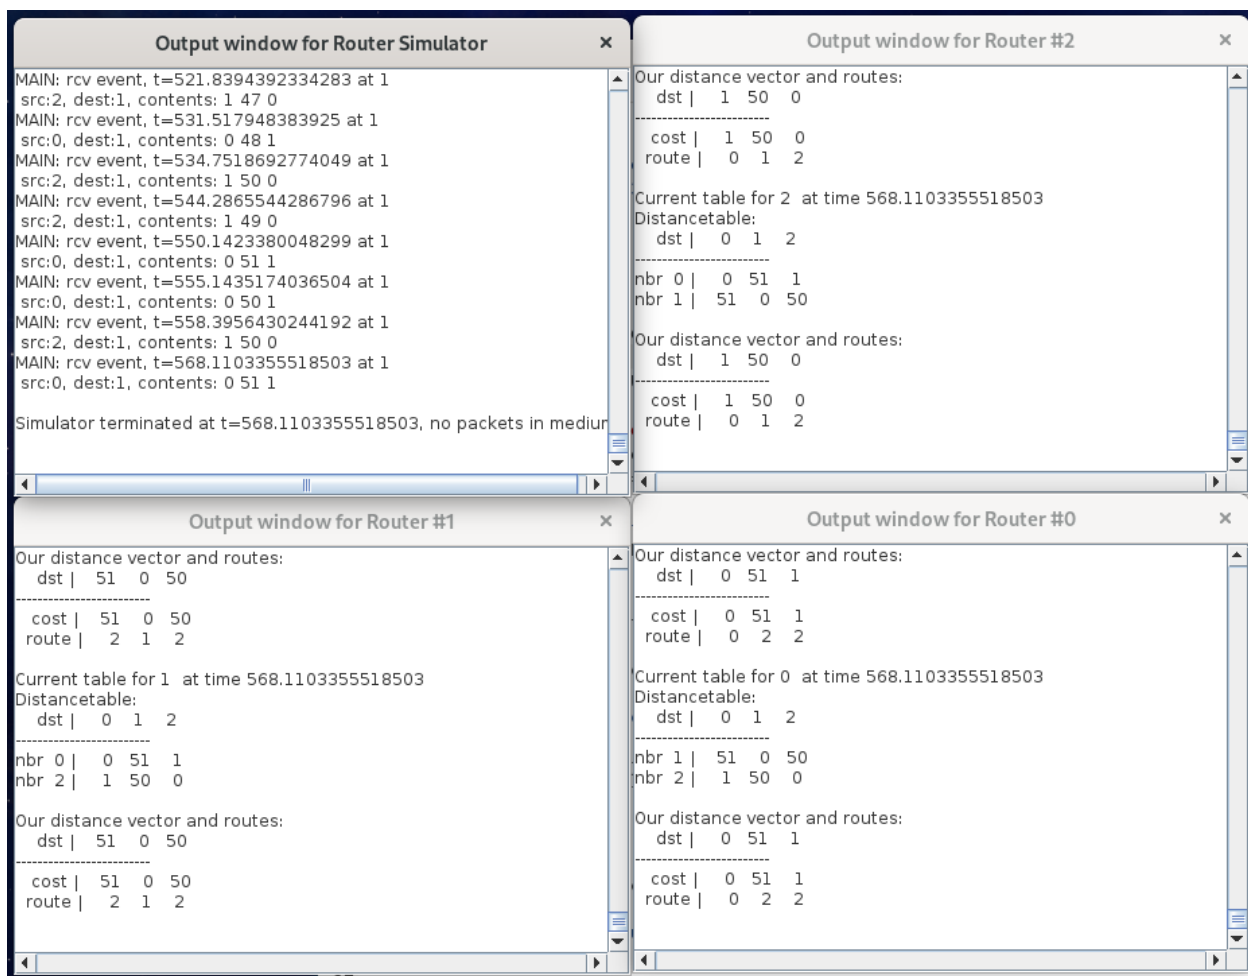 Output window for Router Simulator
MAIN: rcv event, t=521.8394392334283 at 1
src:2, dest:1, contents: 1 47 0
MAIN: rcv event, t=531.517948383925 at 1
src:0, dest:1, contents: 0 48 1
MAIN: rcv event, t=534.7518692774049 at 1
src:2, dest:1, contents: 1 50 0
MAIN: rcv event, t=544.2865544286796 at 1
src:2, dest:1, contents: 1 49 0
MAIN: rcv event, t=550.1423380048299 at 1
src:0, dest:1, contents: 0 51 1
MAIN: rcv event, t=555.1435174036504 at 1
src:0, dest:1, contents: 0 50 1
MAIN: rcv event, t=558.3956430244192 at 1
src:2, dest:1, contents: 1 50 0
MAIN: rcv event, t=568.1103355518503 at 1
src:0, dest:1, contents: 0 51 1
Simulator terminated at t=568.1103355518503, no packets in medium
Output window for Router #2
Our distance vector and routes:
dst | 1 50 0
-------------------------
cost | 1 50 0
route | 0 1 2
Current table for 2 at time 568.1103355518503
Distancetable:
dst | 0 1 2
-------------------------
nbr 0 | 0 51 1
nbr 1 | 51 0 50
Our distance vector and routes:
dst | 1 50 0
-------------------------
cost | 1 50 0
route | 0 1 2
Output window for Router #1
Our distance vector and routes:
dst | 51 0 50
-------------------------
cost | 51 0 50
route | 2 1 2
Current table for 1 at time 568.1103355518503
Distancetable:
dst | 0 1 2
-------------------------
nbr 0 | 0 51 1
nbr 2 | 1 50 0
Our distance vector and routes:
dst | 51 0 50
-------------------------
cost | 51 0 50
route | 2 1 2
Output window for Router #0
Our distance vector and routes:
dst | 0 51 1
-------------------------
cost | 0 51 1
route | 0 2 2
Current table for 0 at time 568.1103355518503
Distancetable:
dst | 0 1 2
-------------------------
nbr 1 | 51 0 50
nbr 2 | 1 50 0
Our distance vector and routes:
dst | 0 51 1
-------------------------
cost | 0 51 1
route | 0 2 2